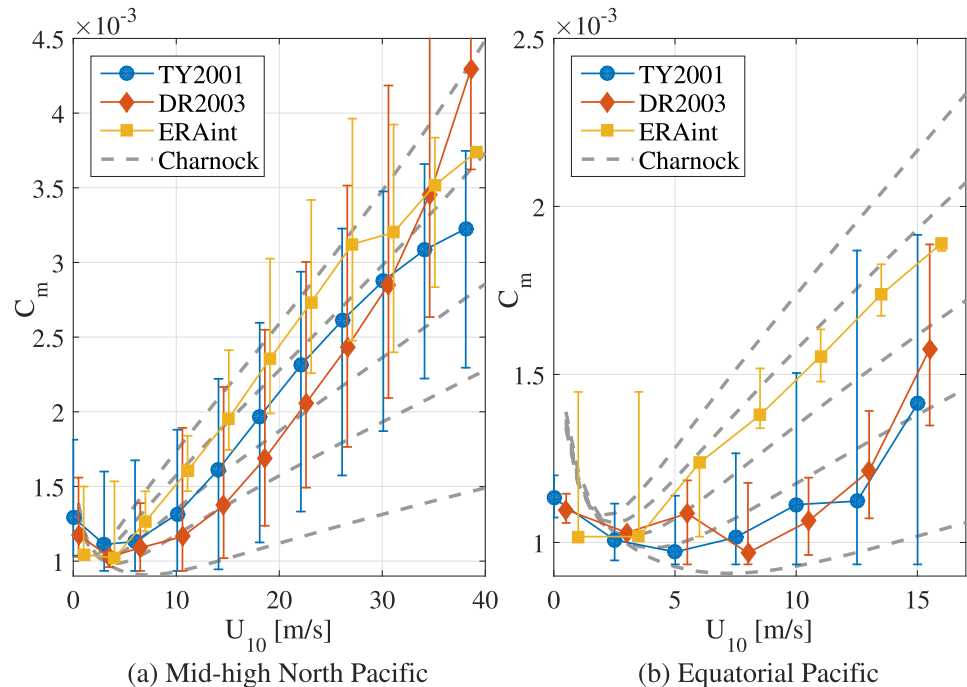 ×10⁻³
4.5
4
3.5
3
2.5
2
1.5
1
C_m
TY2001
DR2003
ERAint
Charnock
0 10 20 30 40
U_10 [m/s]
(a) Mid-high North Pacific
×10⁻³
2.5
2
1.5
1
C_m
TY2001
DR2003
ERAint
Charnock
0 5 10 15
U_10 [m/s]
(b) Equatorial Pacific